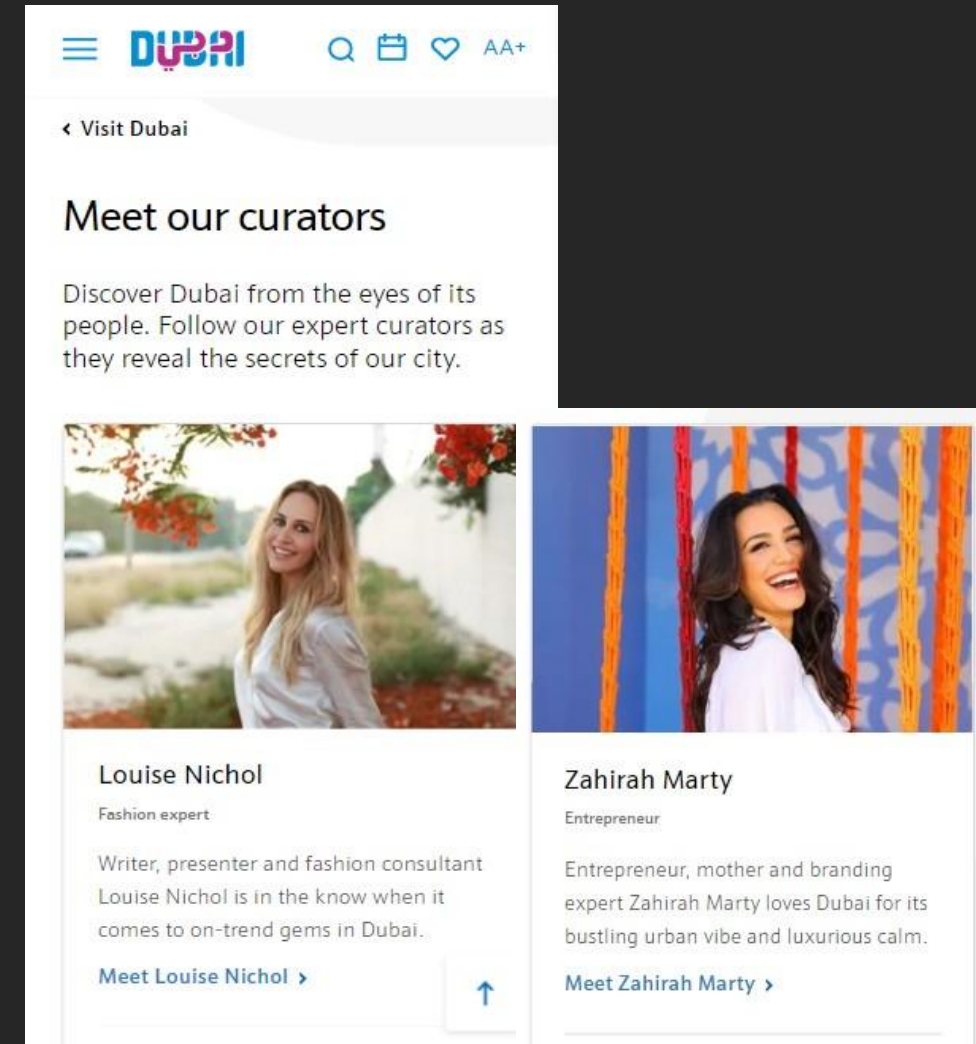 DUBAI
AA+
‹ Visit Dubai
Meet our curators
Discover Dubai from the eyes of its
people. Follow our expert curators as
they reveal the secrets of our city.
Louise Nichol
Fashion expert
Writer, presenter and fashion consultant
Louise Nichol is in the know when it
comes to on-trend gems in Dubai.
Meet Louise Nichol ›
Zahirah Marty
Entrepreneur
Entrepreneur, mother and branding
expert Zahirah Marty loves Dubai for its
bustling urban vibe and luxurious calm.
Meet Zahirah Marty ›